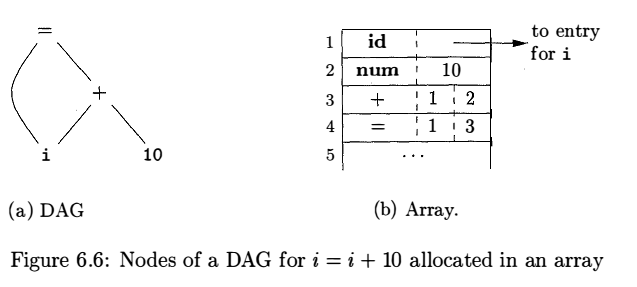 =
+
i
10
(a) DAG
1 id to entry for i
2 num 10
3 + 1 2
4 = 1 3
5 ...
(b) Array.
Figure 6.6: Nodes of a DAG for i = i + 10 allocated in an array